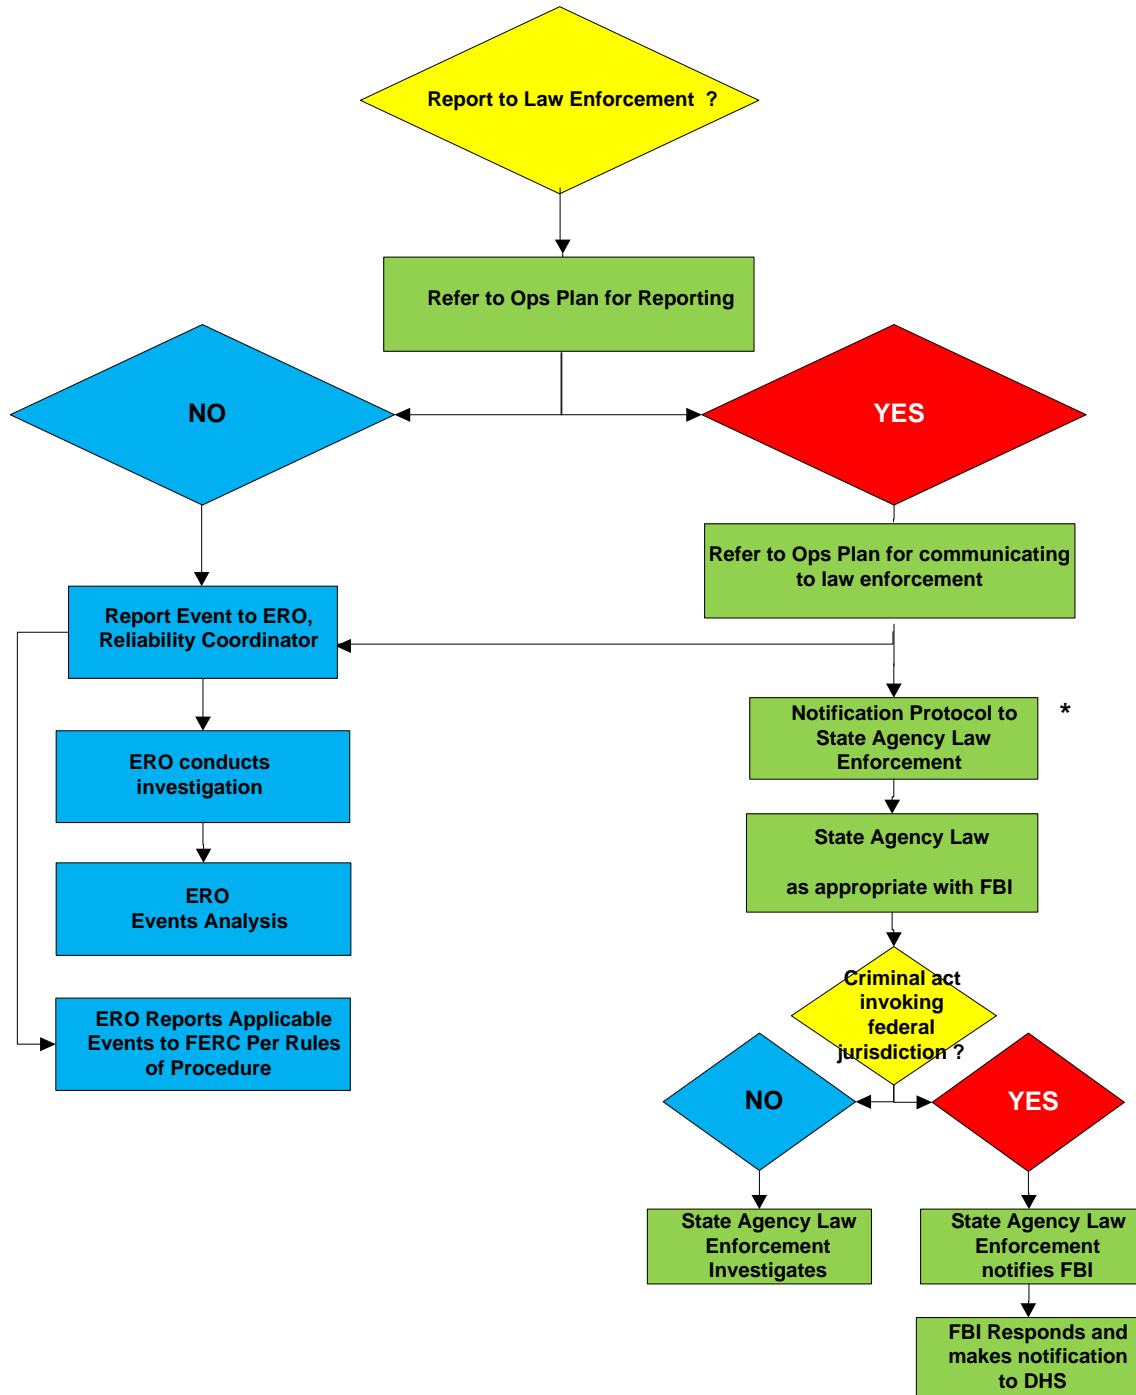 Report to Law Enforcement ?
Refer to Ops Plan for Reporting
NO
YES
Refer to Ops Plan for communicating
to law enforcement
Report Event to ERO,
Reliability Coordinator
Notification Protocol to
State Agency Law
Enforcement
*
ERO conducts
investigation
State Agency Law
as appropriate with FBI
ERO
Events Analysis
Criminal act
invoking
federal
jurisdiction ?
ERO Reports Applicable
Events to FERC Per Rules
of Procedure
NO
YES
State Agency Law
Enforcement
Investigates
State Agency Law
Enforcement
notifies FBI
FBI Responds and
makes notification
to DHS